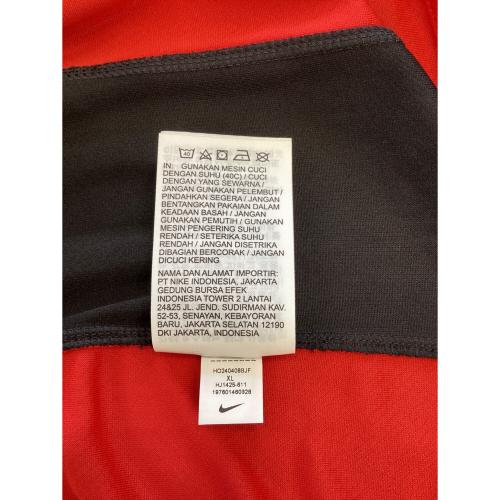 40
IN: GUNAKAN MESIN CUCI
DENGAN SUHU (40C) / CUCI
DENGAN YANG SEWARNA /
JANGAN GUNAKAN PELEMBUT /
PINDAHKAN SEGERA / JANGAN
BENTANGKAN PAKAIAN DALAM
KEADAAN BASAH / JANGAN
GUNAKAN PEMUTIH / GUNAKAN
MESIN PENGERING SUHU
RENDAH / SETERIKA SUHU
RENDAH / JANGAN DISETRIKA
DIBAGIAN BERCORAK / JANGAN
DICUCI KERING
NAMA DAN ALAMAT IMPORTIR:
PT NIKE INDONESIA, JAKARTA
GEDUNG BURSA EFEK
INDONESIA TOWER 2 LANTAI
24&25 JL. JEND. SUDIRMAN KAV.
52-53, SENAYAN, KEBAYORAN
BARU, JAKARTA SELATAN 12190
DKI JAKARTA, INDONESIA
HO240408BJF
XL
HJ1425-611
197601460928